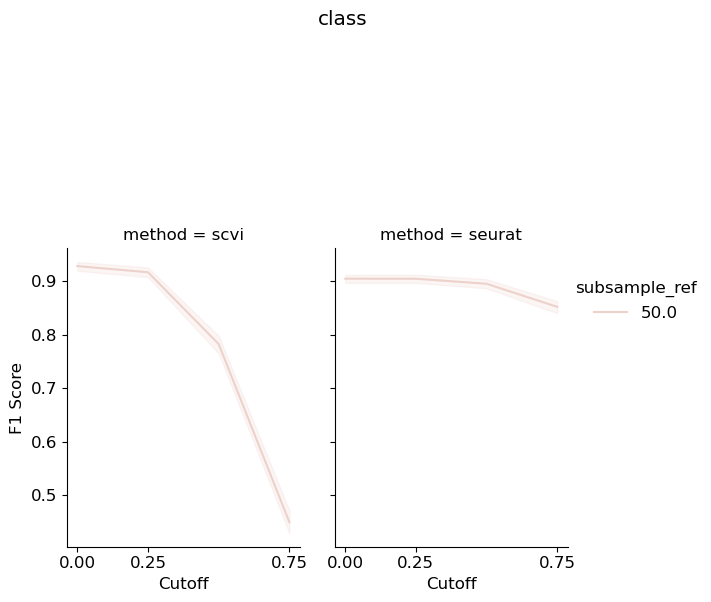 class
method = scvi
method = seurat
F1 Score
0.9
0.8
0.7
0.6
0.5
0.00
0.25
0.75
Cutoff
0.00
0.25
0.75
Cutoff
subsample_ref
50.0